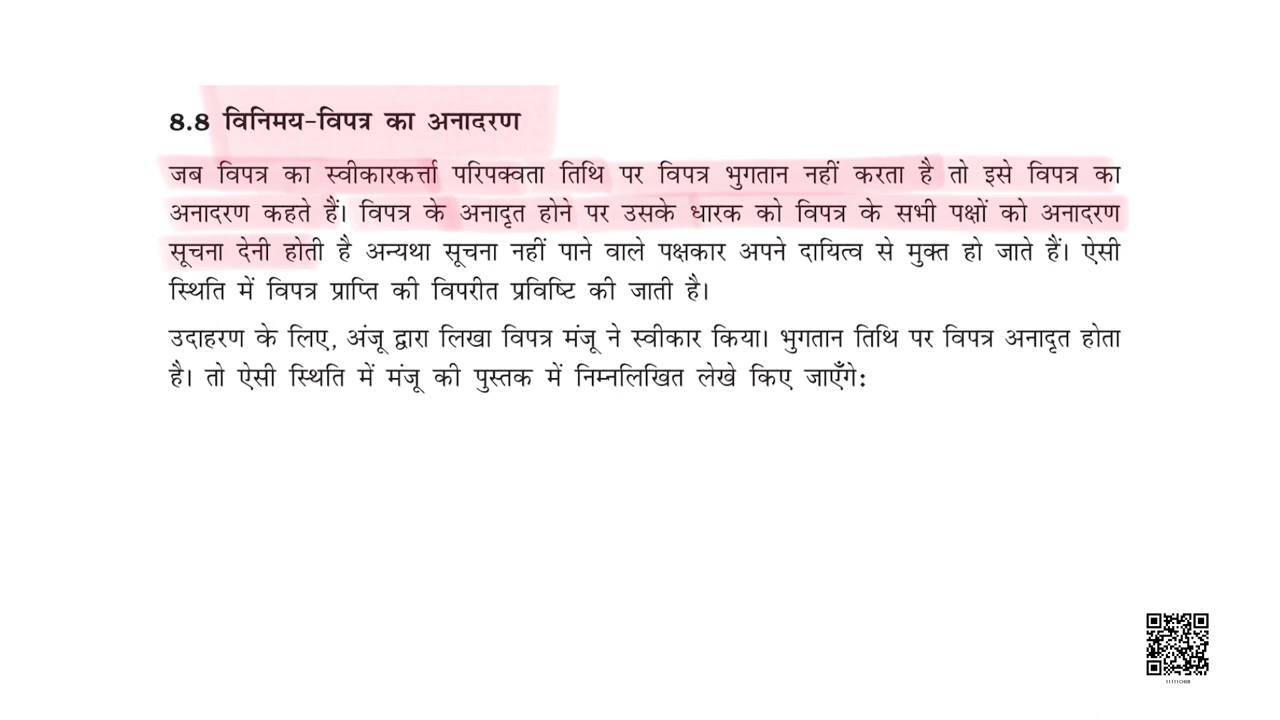 8.8 विनिमय-विपत्र का अनादरण
जब विपत्र का स्वीकारकर्त्ता परिपक्वता तिथि पर विपत्र भुगतान नहीं करता है तो इसे विपत्र का
अनादरण कहते हैं। विपत्र के अनादृत होने पर उसके धारक को विपत्र के सभी पक्षों को अनादरण
सूचना देनी होती है अन्यथा सूचना नहीं पाने वाले पक्षकार अपने दायित्व से मुक्त हो जाते हैं। ऐसी
स्थिति में विपत्र प्राप्ति की विपरीत प्रविष्टि की जाती है।
उदाहरण के लिए, अंजू द्वारा लिखा विपत्र मंजू ने स्वीकार किया। भुगतान तिथि पर विपत्र अनादृत होता
है। तो ऐसी स्थिति में मंजू की पुस्तक में निम्नलिखित लेखे किए जाएँगे:
11111CH08